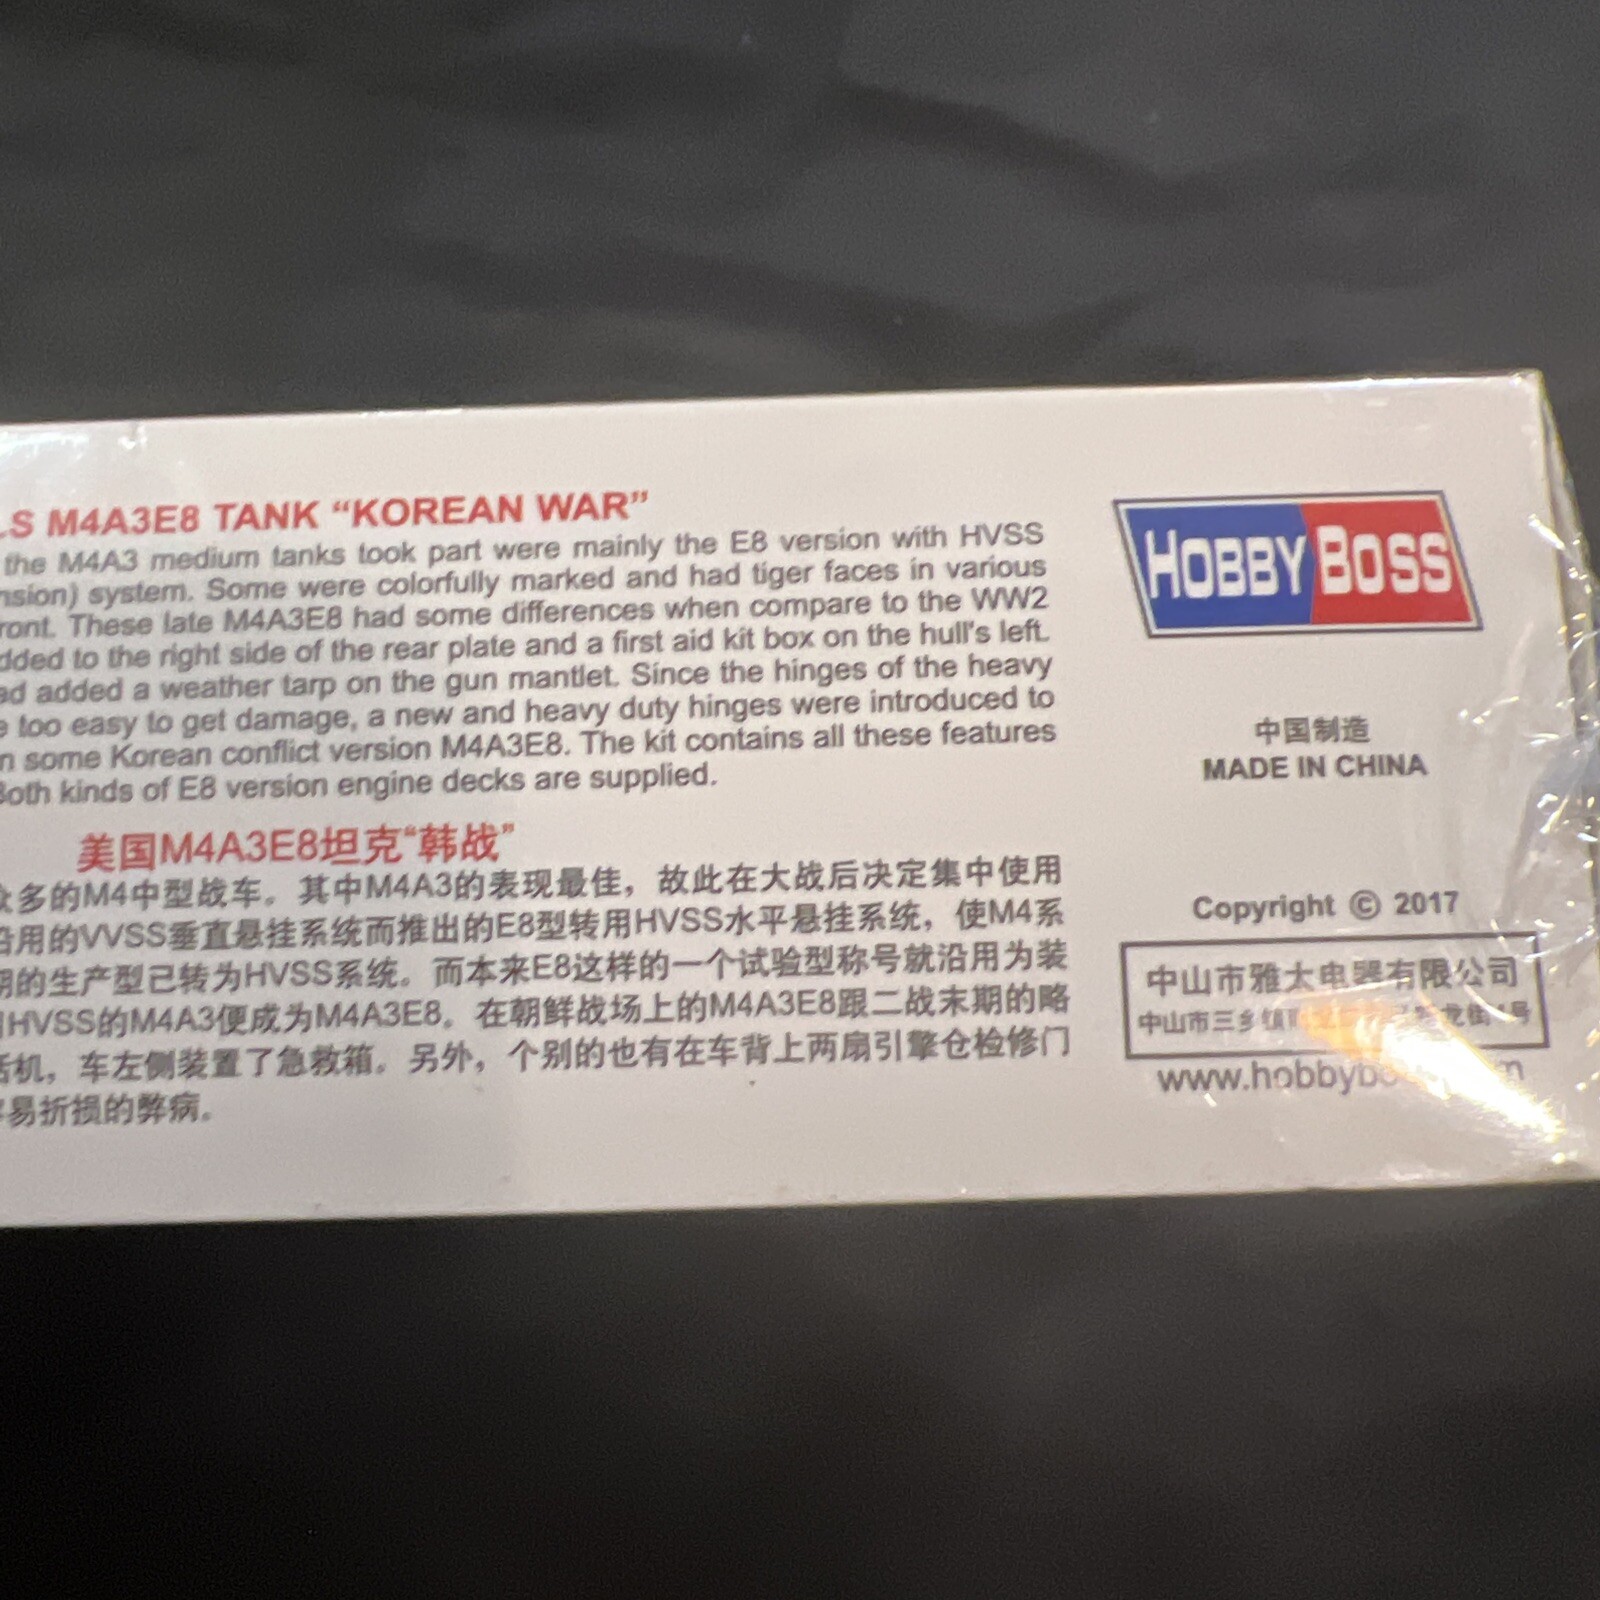 M4A3E8 TANK “KOREAN WAR”
the M4A3 medium tanks took part were mainly the E8 version with HVSS
system. Some were colorfully marked and had tiger faces in various
These late M4A3E8 had some differences when compare to the WW2
to the right side of the rear plate and a first aid kit box on the hull's left.
added a weather tarp on the gun mantlet. Since the hinges of the heavy
too easy to get damage, a new and heavy duty hinges were introduced to
some Korean conflict version M4A3E8. The kit contains all these features
Both kinds of E8 version engine decks are supplied.
美国M4A3E8坦克“韩战”
众多的M4中型战车。其中M4A3的表现最佳，故此在大战后决定集中使用
沿用的VVSS垂直悬挂系统而推出的E8型转用HVSS水平悬挂系统，使M4系
期的生产型已转为HVSS系统。而本来E8这样的一个试验型称号就沿用为装
HVSS的M4A3便成为M4A3E8。在朝鲜战场上的M4A3E8跟二战末期的略
话机，车左侧装置了急救箱。另外，个别的也有在车背上两扇引擎仓检修门
易折损的弊病。
HOBBY BOSS
中国制造
MADE IN CHINA
Copyright © 2017
中山市雅太电器有限公司
中山市三乡镇